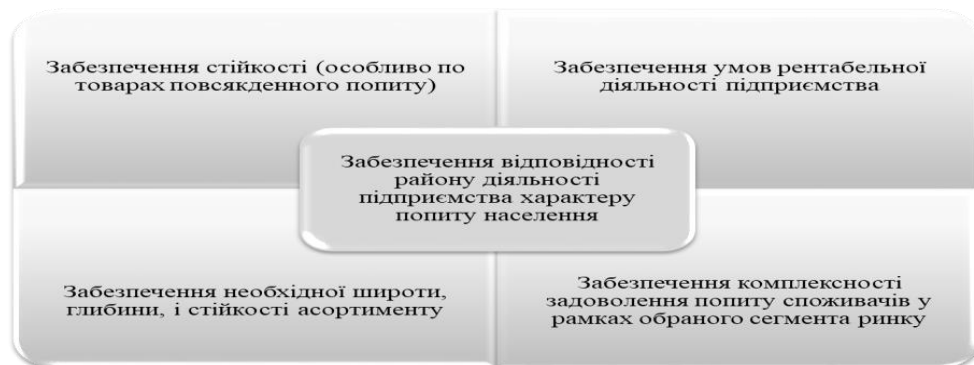 Забезпечення стійкості (особливо по
товарах повсякденного попиту)
Забезпечення умов рентабельної
діяльності підприємства
Забезпечення відповідності
району діяльності
підприємства характеру
попиту населення
Забезпечення необхідної широти,
глибини, і стійкості асортименту
Забезпечення комплексності
задоволення попиту споживачів у
рамках обраного сегмента ринку